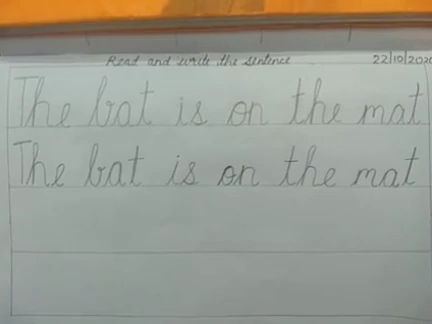 Read and write the sentence 22/10/2020
The bat is on the mat
The bat is on the mat